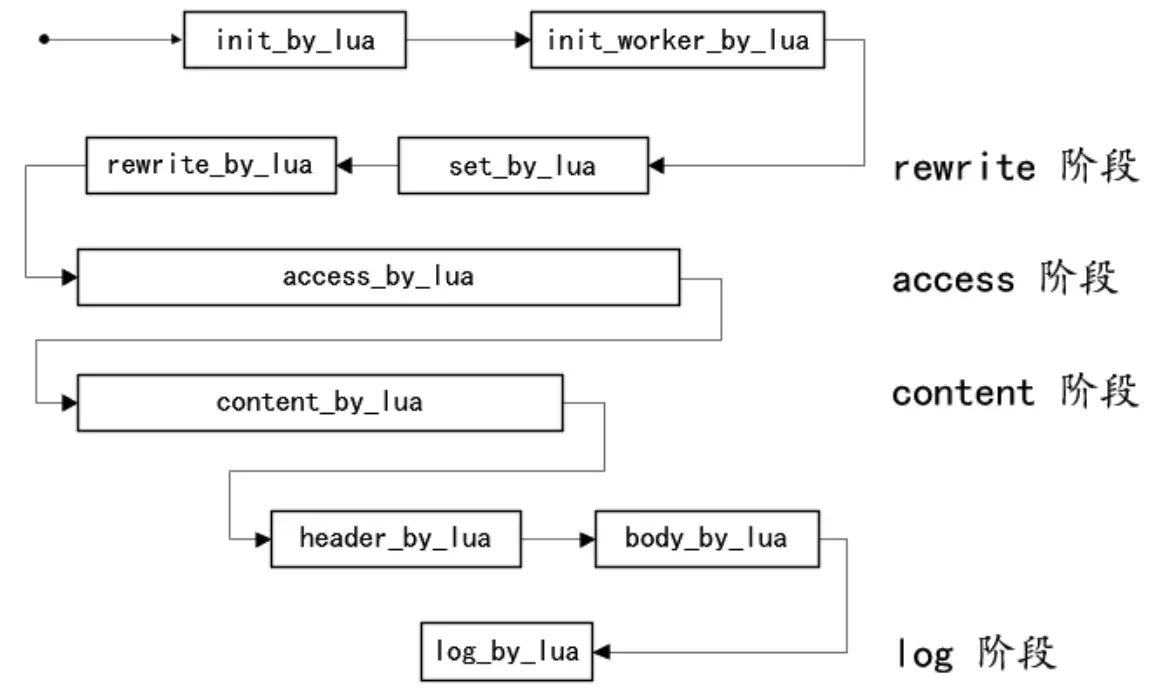 init_by_lua
init_worker_by_lua
rewrite_by_lua
set_by_lua
rewrite 阶段
access_by_lua
access 阶段
content_by_lua
content 阶段
header_by_lua
body_by_lua
log_by_lua
log 阶段